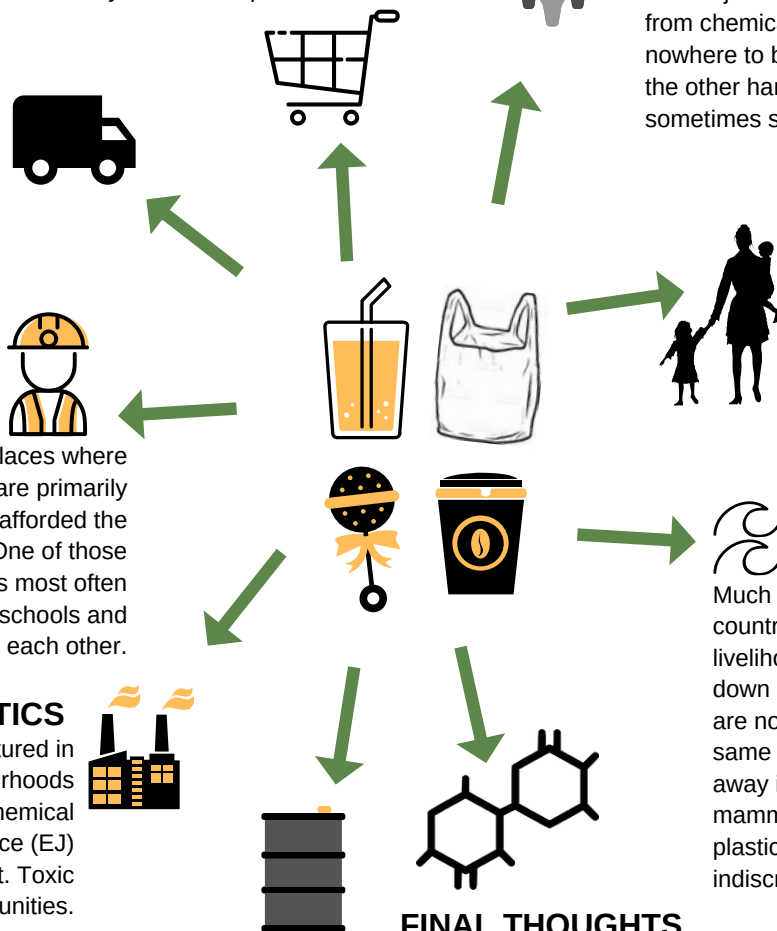 from chemic
nowhere to b
the other har
sometimes s
laces where
are primarily
afforded the
One of those
s most often
schools and
each other.
TICS
tured in
rhoods
hemical
ce (EJ)
t. Toxic
unities.
Much
countr
liveliho
down
are no
same
away i
mamn
plastic
indiscr
FINAL THOUGHTS